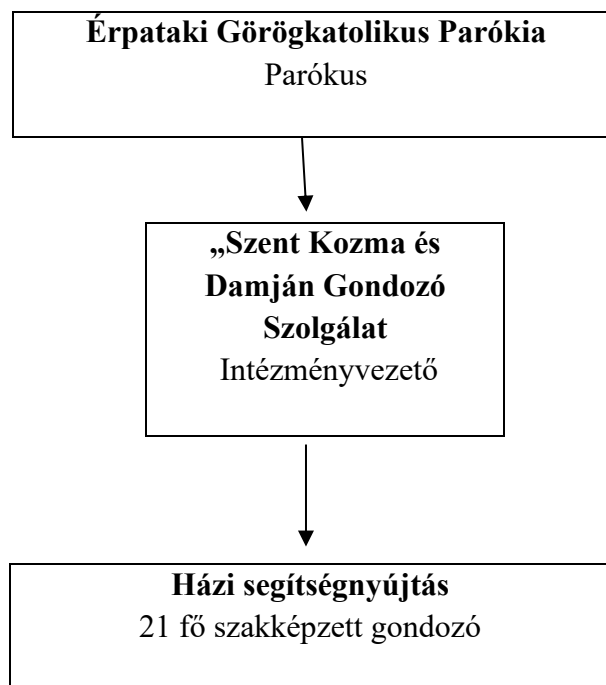 Érpataki Görögkatolikus Parókia
Parókus
„Szent Kozma és
Damján Gondozó
Szolgálat
Intézményvezető
Házi segítségnyújtás
21 fő szakképzett gondozó